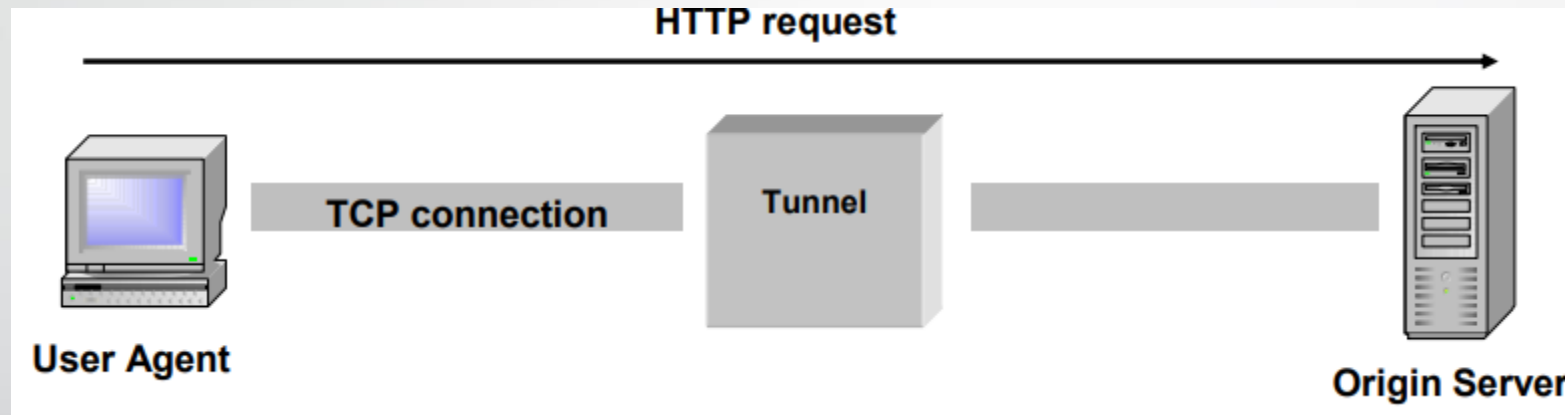 HTTP request
TCP connection
Tunnel
User Agent
Origin Server